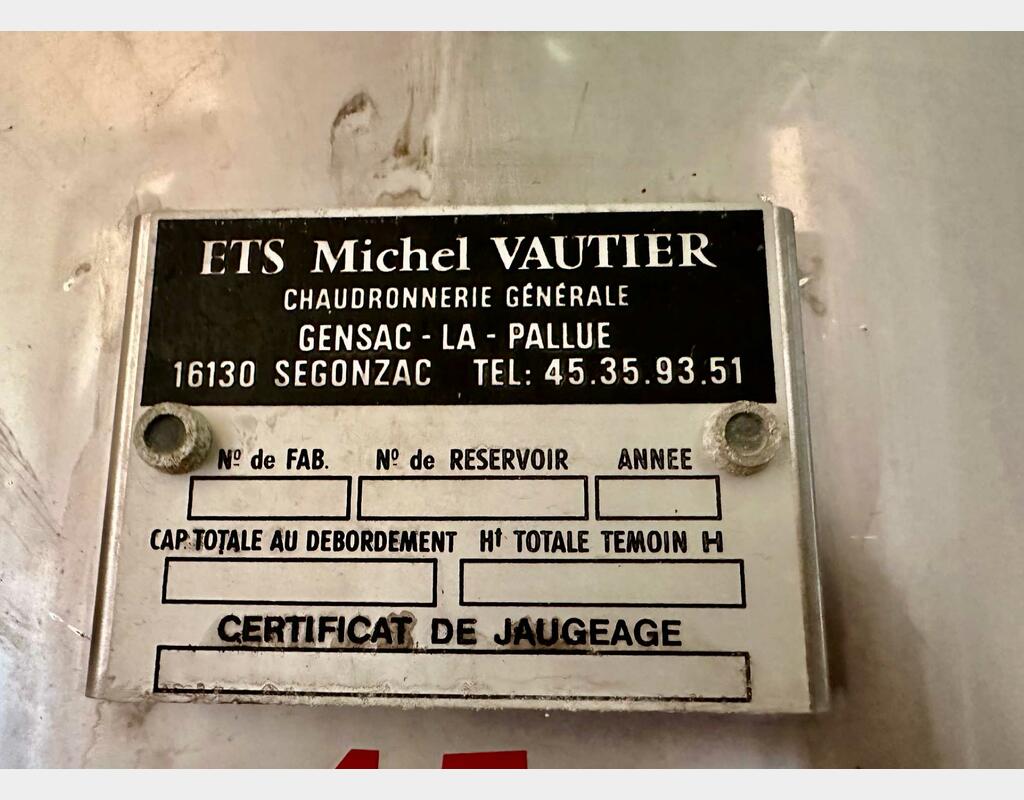 ETS Michel VAUTIER
CHAUDRONNERIE GÉNÉRALE
GENSAC - LA - PALLUE
16130 SEGONZAC TEL: 45.35.93.51
Nº de FAB. Nº de RESERVOIR ANNEE
CAP. TOTALE AU DEBORDEMENT Hᵗ TOTALE TEMOIN H
CERTIFICAT DE JAUGEAGE